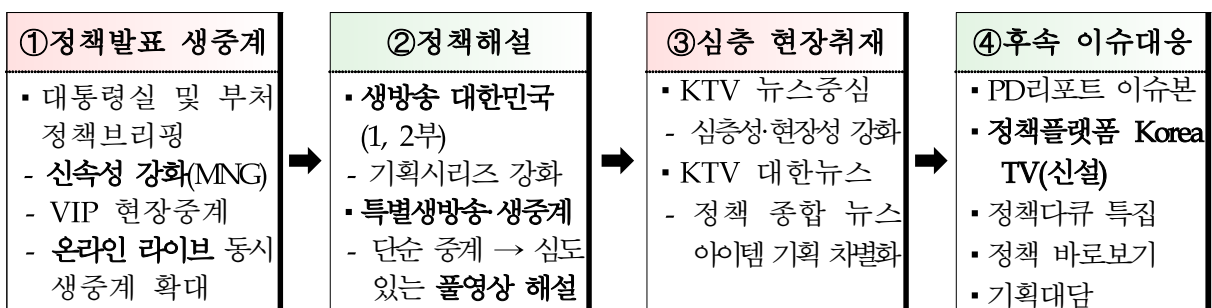 ①정책발표 생중계
▪대통령실 및 부처
정책브리핑
- 신속성 강화(MNG)
- VIP 현장중계
- 온라인 라이브 동시
생중계 확대
➡
②정책해설
▪생방송 대한민국
(1, 2부)
- 기획시리즈 강화
▪특별생방송·생중계
- 단순 중계 → 심도
있는 풀영상 해설
➡
③심층 현장취재
▪KTV 뉴스중심
- 심층성·현장성 강화
▪KTV 대한뉴스
- 정책 종합 뉴스
아이템 기획 차별화
➡
④후속 이슈대응
▪PD리포트 이슈본
▪정책플랫폼 Korea
TV(신설)
▪정책다큐 특집
▪정책 바로보기
▪기획대담